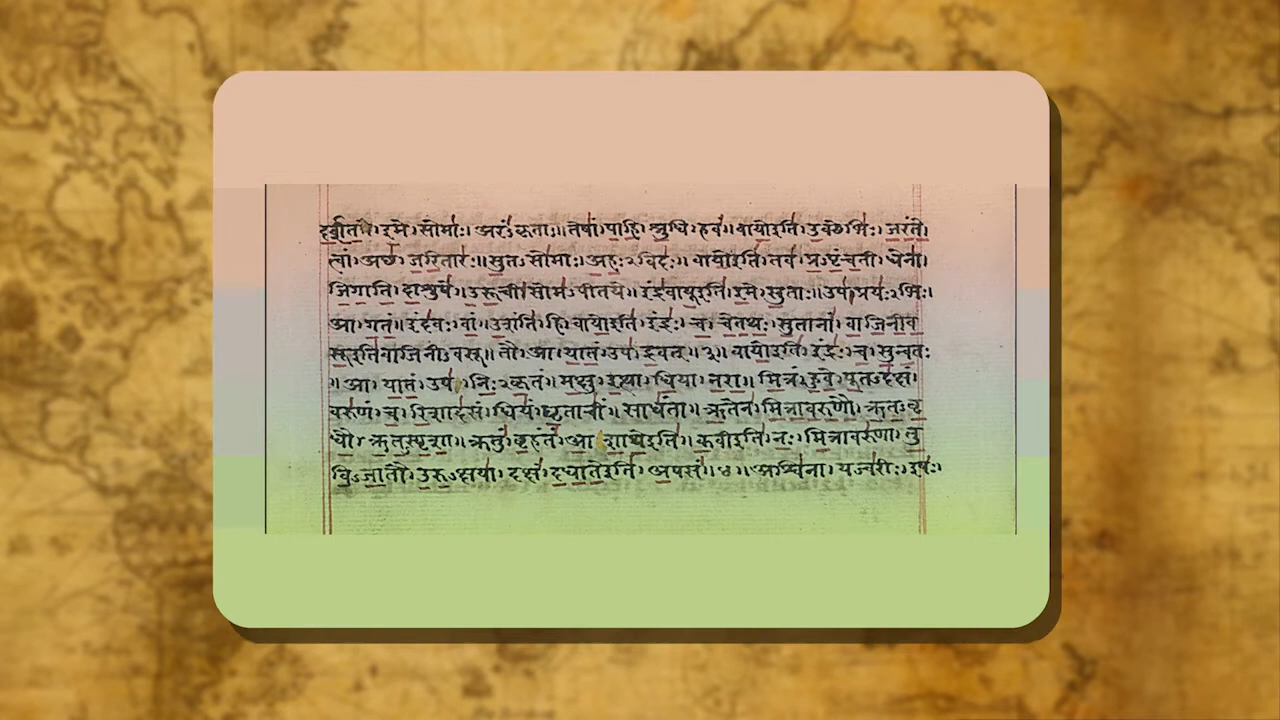 इमे। सोमाः। अरंऽकृताः॥ तेषां। पाहि। श्रुधि। हवं॥ वायोइति। उक्थेभिः। जरंते।
त्वां। अच्छ। जरितारः॥ सुतऽसोमाः। अहःऽविदः॥ वायोइति। तव। प्रऽपृंचती। धेना।
जिगाति। दाशुषे॥ उरूची। सोमऽपीतये॥ इंद्रवायूइति। इमे। सुताः॥ उप। प्रयःऽभिः।
आ। गतं॥ इंदवः। वां। उशंति। हि। वायोइति। इंद्रः। च। चेतथः। सुतानां। वाजिनीव
सूइतिवाजिनीऽवसू॥ तौ। आ। यातं। उप। द्रवत्॥३॥ वायोइति। इंद्रः। च। सुन्वतः
॥ आ। यातं। उप। निःऽकृतं॥ मक्षु। इत्था। धिया। नरा॥ मित्रं। हुवे। पूतऽदक्षं।
वरुणं। च। रिशादसं। धियं। घृताचीं। साधंता॥ ऋतेन। मित्रावरुणौ। ऋतऽवृ
धौ। ऋतऽस्पृशा॥ क्रतुं। बृहंतं। आशाथेइति॥ कवीइति। नः। मित्रावरुणा। तु
विऽजातौ। उरुऽक्षया। दक्षं। दधातेइति। अपसं॥४॥ अश्विना। यज्वरीः। इषः।